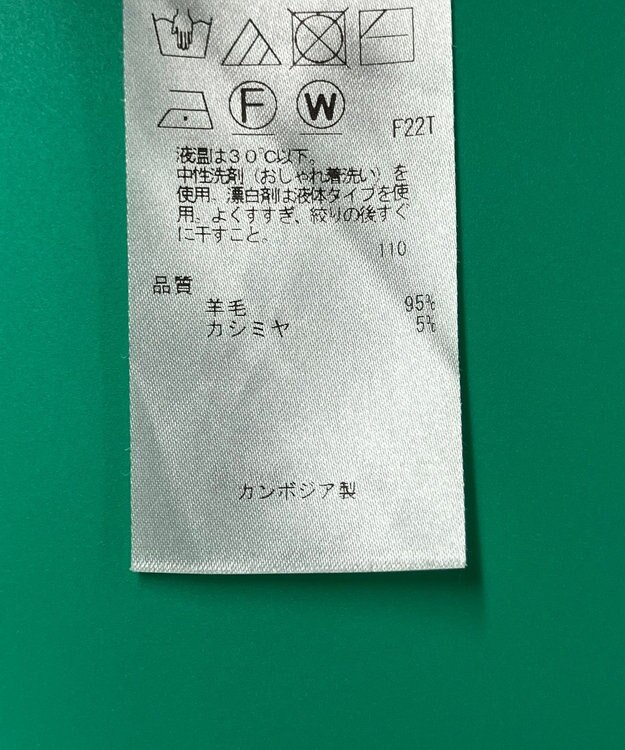 F W
F22T
液温は30℃以下。
中性洗剤（おしゃれ着洗い）を
使用。漂白剤は液体タイプを使
用。よくすすぎ、絞りの後すぐ
に干すこと。
110
品質
羊毛 95%
カシミヤ 5%
カンボジア製